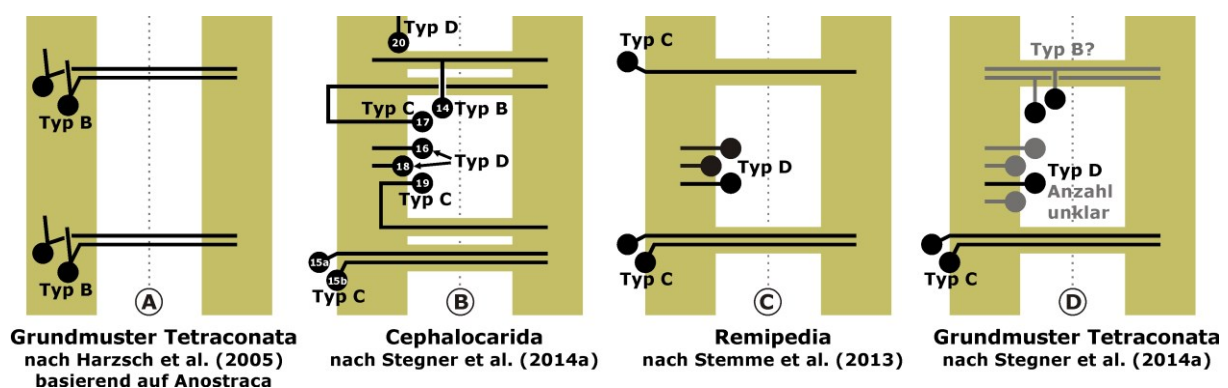 Typ B
Typ B
A
Grundmuster Tetraconata
nach Harzsch et al. (2005)
basierend auf Anostraca
Typ D
20
14
Typ B
Typ C
17
16
Typ D
18
19
Typ C
15a
15b
Typ C
B
Cephalocarida
nach Stegner et al. (2014a)
Typ C
Typ D
Typ C
C
Remipedia
nach Stemme et al. (2013)
Typ B?
Typ D
Anzahl
unklar
Typ C
D
Grundmuster Tetraconata
nach Stegner et al. (2014a)